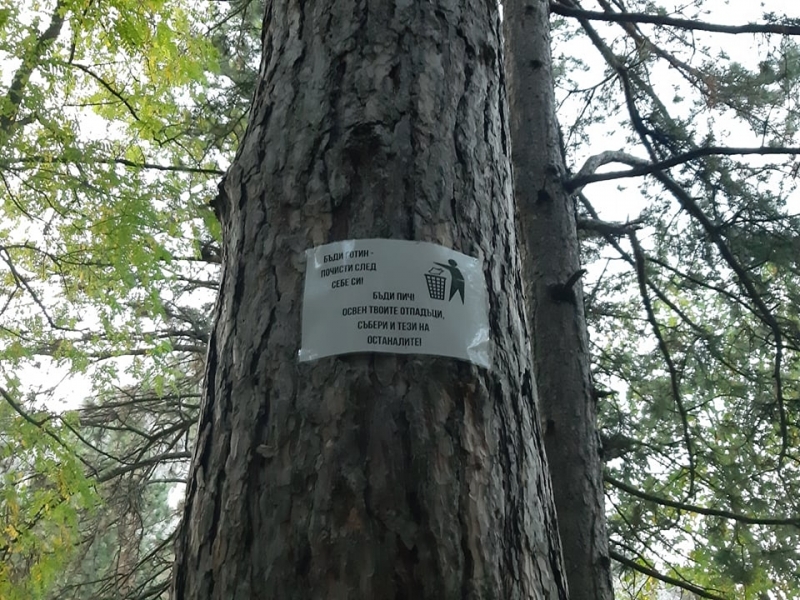 БЪДИ ГОТИН -
ПОЧИСТИ СЛЕД
СЕБЕ СИ!
БЪДИ ПИЧ!
ОСВЕН ТВОИТЕ ОТПАДЪЦИ,
СЪБЕРИ И ТЕЗИ НА
ОСТАНАЛИТЕ!